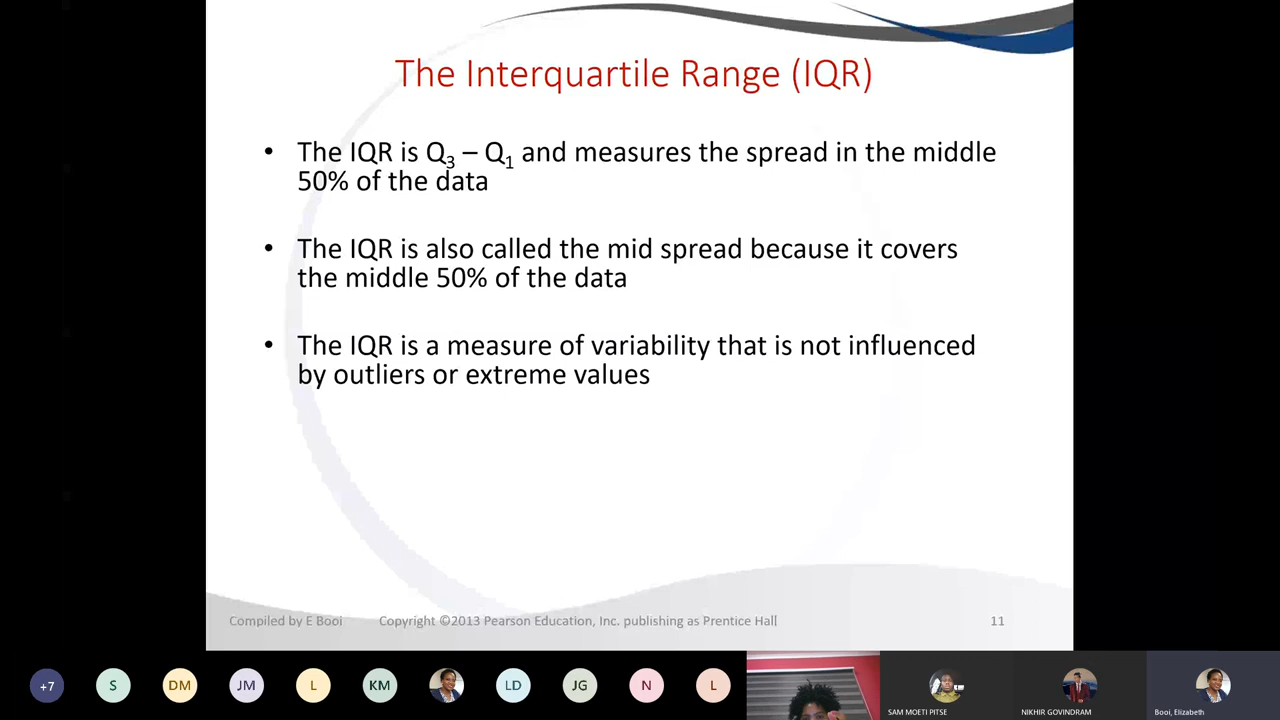 The Interquartile Range (IQR)
• The IQR is Q3 – Q1 and measures the spread in the middle
50% of the data
• The IQR is also called the mid spread because it covers
the middle 50% of the data
• The IQR is a measure of variability that is not influenced
by outliers or extreme values
Compiled by E Booi Copyright ©2013 Pearson Education, Inc. publishing as Prentice Hall 11
+7 S DM JM L KM LD JG N L
SAM MOETI PITSE NIKHIR GOVINDRAM Booi, Elizabeth